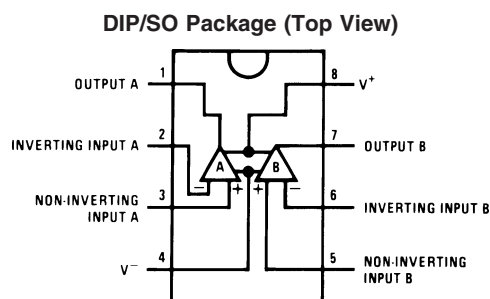 DIP/SO Package (Top View)
1
OUTPUT A
2
INVERTING INPUT A
3
NON-INVERTING
INPUT A
4
V⁻
8
V⁺
7
OUTPUT B
6
INVERTING INPUT B
5
NON-INVERTING
INPUT B
A
B
− + + −